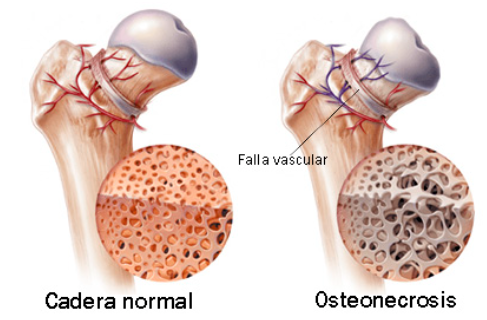 Falla vascular
Cadera normal
Osteonecrosis